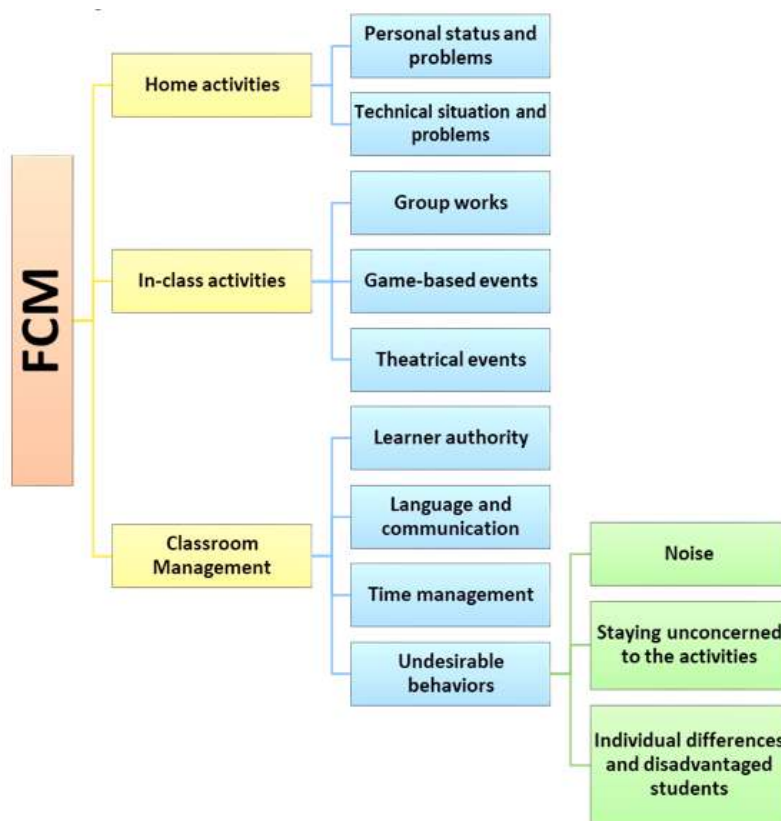 FCM
Home activities
Personal status and
problems
Technical situation and
problems
In-class activities
Group works
Game-based events
Theatrical events
Classroom
Management
Learner authority
Language and
communication
Time management
Undesirable
behaviors
Noise
Staying unconcerned
to the activities
Individual differences
and disadvantaged
students